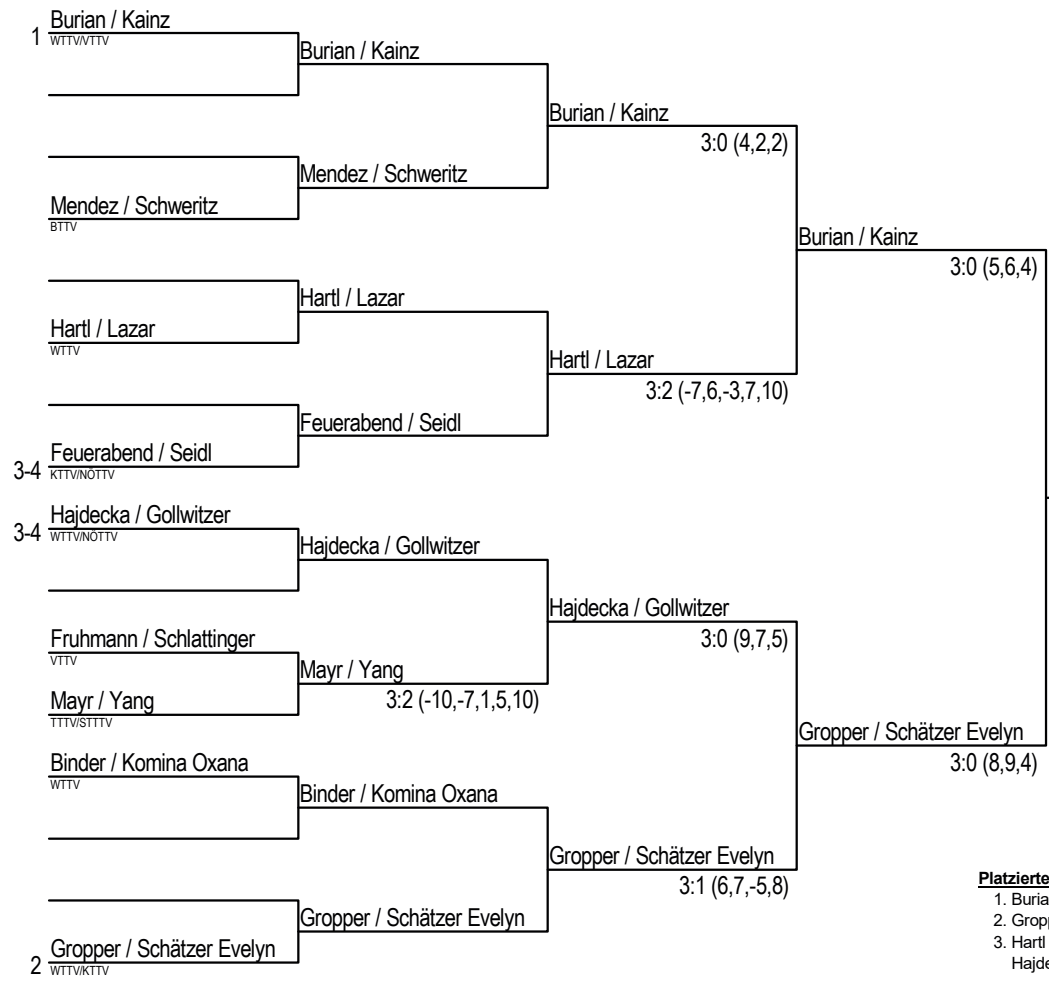 Burian / Kainz
1 WTTV/VTTV
Burian / Kainz
Burian / Kainz
3:0 (4,2,2)
Mendez / Schweritz
Mendez / Schweritz
BTTV
Burian / Kainz
3:0 (5,6,4)
Hartl / Lazar
Hartl / Lazar
WTTV
Hartl / Lazar
3:2 (-7,6,-3,7,10)
Feuerabend / Seidl
Feuerabend / Seidl
3-4 KTTV/NÖTTV
Hajdecka / Gollwitzer
3-4 WTTV/NÖTTV
Hajdecka / Gollwitzer
Hajdecka / Gollwitzer
3:0 (9,7,5)
Fruhmann / Schlattinger
VTTV
Mayr / Yang
3:2 (-10,-7,1,5,10)
Mayr / Yang
TTTV/STTTV
Gropper / Schätzer Evelyn
3:0 (8,9,4)
Binder / Komina Oxana
WTTV
Binder / Komina Oxana
Gropper / Schätzer Evelyn
3:1 (6,7,-5,8)
Gropper / Schätzer Evelyn
Gropper / Schätzer Evelyn
2 WTTV/KTTV
Platzierte
1. Buria
2. Gropp
3. Hartl
Hajde